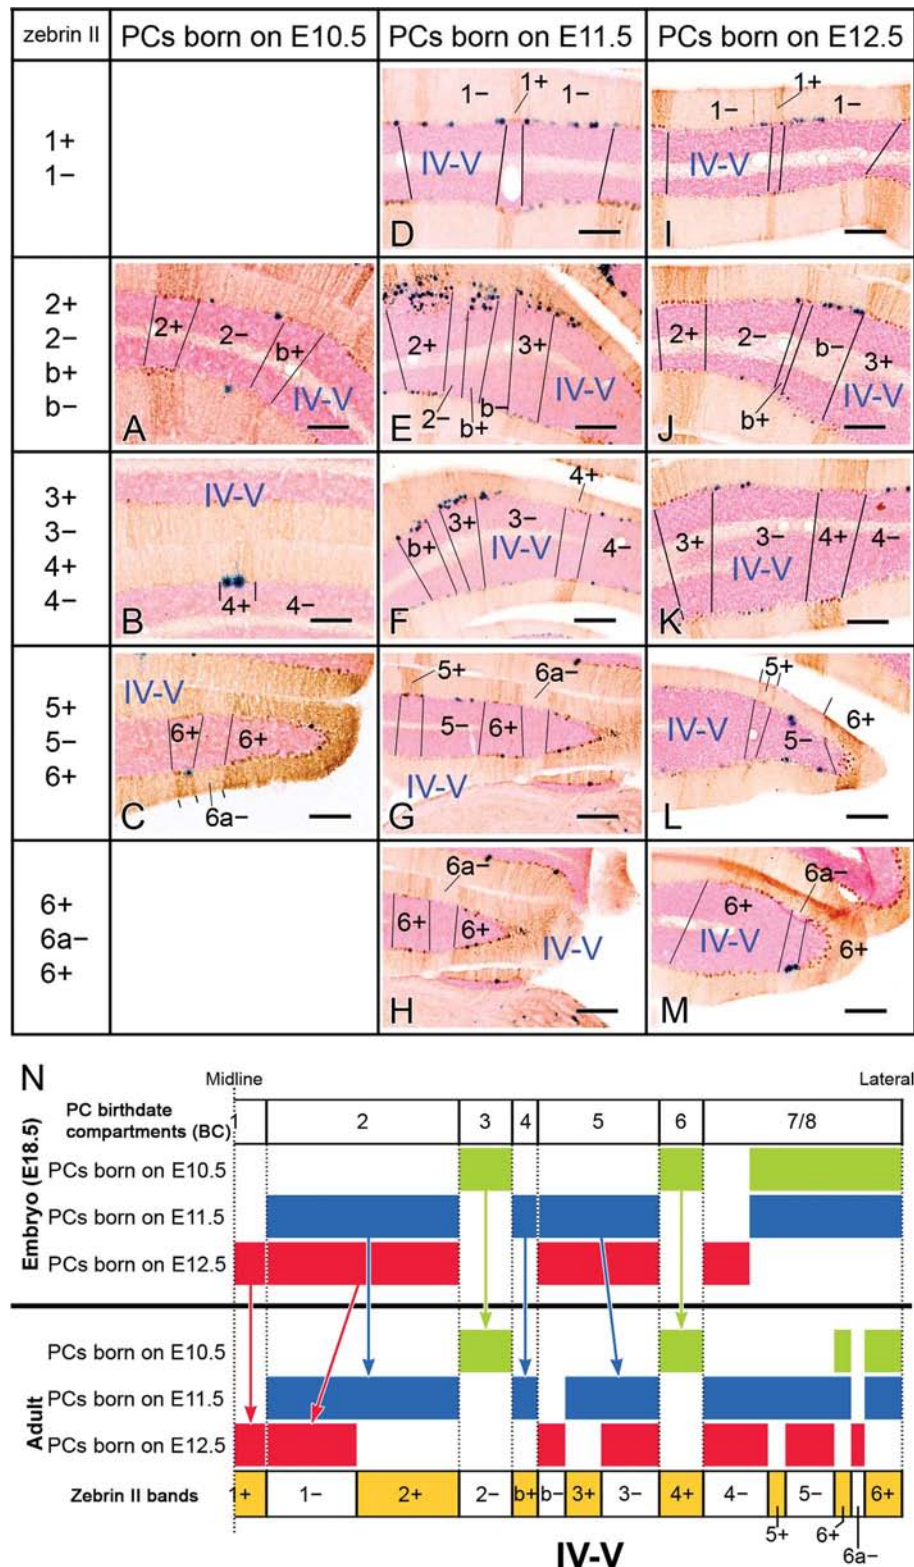 zebrin II PCs born on E10.5 PCs born on E11.5 PCs born on E12.5
1+
1−
1− 1+ 1−
IV-V
D
1− 1+ 1−
IV-V
I
2+
2−
b+
b−
2+ 2− b+
IV-V
A
2+ 3+
2− b+ b−
IV-V
E
2+ 2− b− 3+
b+
IV-V
J
3+
3−
4+
4−
IV-V
4+ 4−
B
4+
b+ 3+ 3− 4−
IV-V
F
3+ 3− 4+ 4−
IV-V
K
5+
5−
6+
IV-V
6+ 6+
6a−
C
5+ 6a−
5− 6+
IV-V
G
5+
6+
IV-V 5−
L
6+
6a−
6+
6a−
6+ 6+
IV-V
H
6a−
6+
IV-V 6+
M
N
Midline Lateral
Embryo (E18.5)
PC birthdate
compartments (BC)
1 2 3 4 5 6 7/8
PCs born on E10.5
PCs born on E11.5
PCs born on E12.5
Adult
PCs born on E10.5
PCs born on E11.5
PCs born on E12.5
Zebrin II bands 1+ 1− 2+ 2− b+ b− 3+ 3− 4+ 4− 5− 6+
5+ 6+ 6a−
IV-V